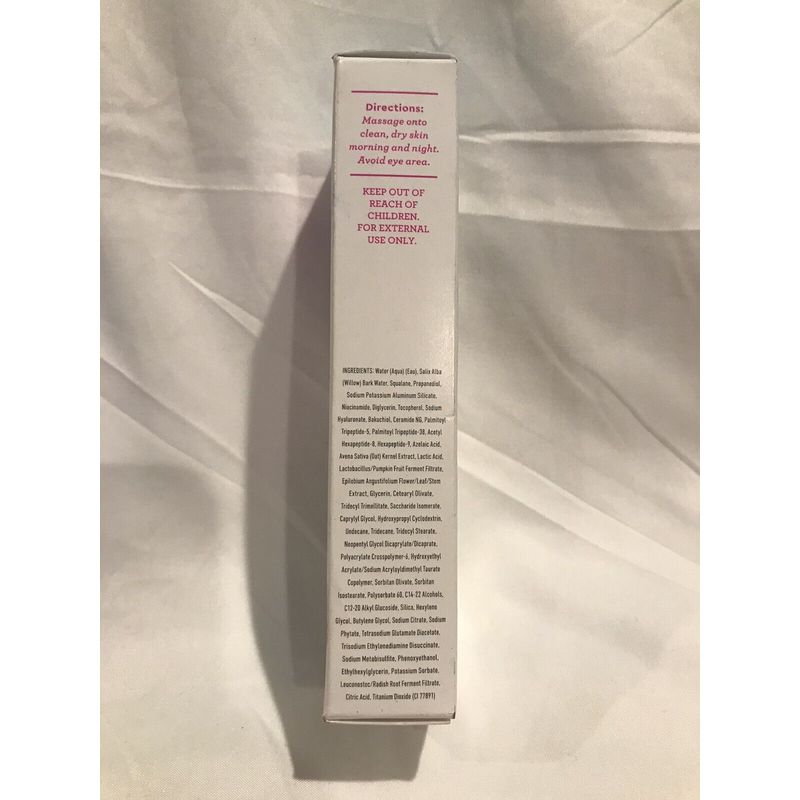 Directions:
Massage onto
clean, dry skin
morning and night.
Avoid eye area.
KEEP OUT OF
REACH OF
CHILDREN.
FOR EXTERNAL
USE ONLY.
INGREDIENTS: Water (Aqua) (Eau), Salix Alba
(Willow) Bark Water, Squalane, Propanediol,
Sodium Potassium Aluminum Silicate,
Niacinamide, Diglycerin, Tocopherol, Sodium
Hyaluronate, Bakuchiol, Ceramide NG, Palmitoyl
Tripeptide-5, Palmitoyl Tripeptide-38, Acetyl
Hexapeptide-8, Hexapeptide-9, Azelaic Acid,
Avena Sativa (Oat) Kernel Extract, Lactic Acid,
Lactobacillus/Pumpkin Fruit Ferment Filtrate,
Epilobium Angustifolium Flower/Leaf/Stem
Extract, Glycerin, Cetearyl Olivate,
Tridecyl Trimellitate, Saccharide Isomerate,
Caprylyl Glycol, Hydroxypropyl Cyclodextrin,
Undecane, Tridecane, Tridecyl Stearate,
Neopentyl Glycol Dicaprylate/Dicaprate,
Polyacrylate Crosspolymer-6, Hydroxyethyl
Acrylate/Sodium Acryloyldimethyl Taurate
Copolymer, Sorbitan Olivate, Sorbitan
Isostearate, Polysorbate 60, C14-22 Alcohols,
C12-20 Alkyl Glucoside, Silica, Hexylene
Glycol, Butylene Glycol, Sodium Citrate, Sodium
Phytate, Tetrasodium Glutamate Diacetate,
Trisodium Ethylenediamine Disuccinate,
Sodium Metabisulfite, Phenoxyethanol,
Ethylhexylglycerin, Potassium Sorbate,
Leuconostoc/Radish Root Ferment Filtrate,
Citric Acid, Titanium Dioxide (CI 77891)